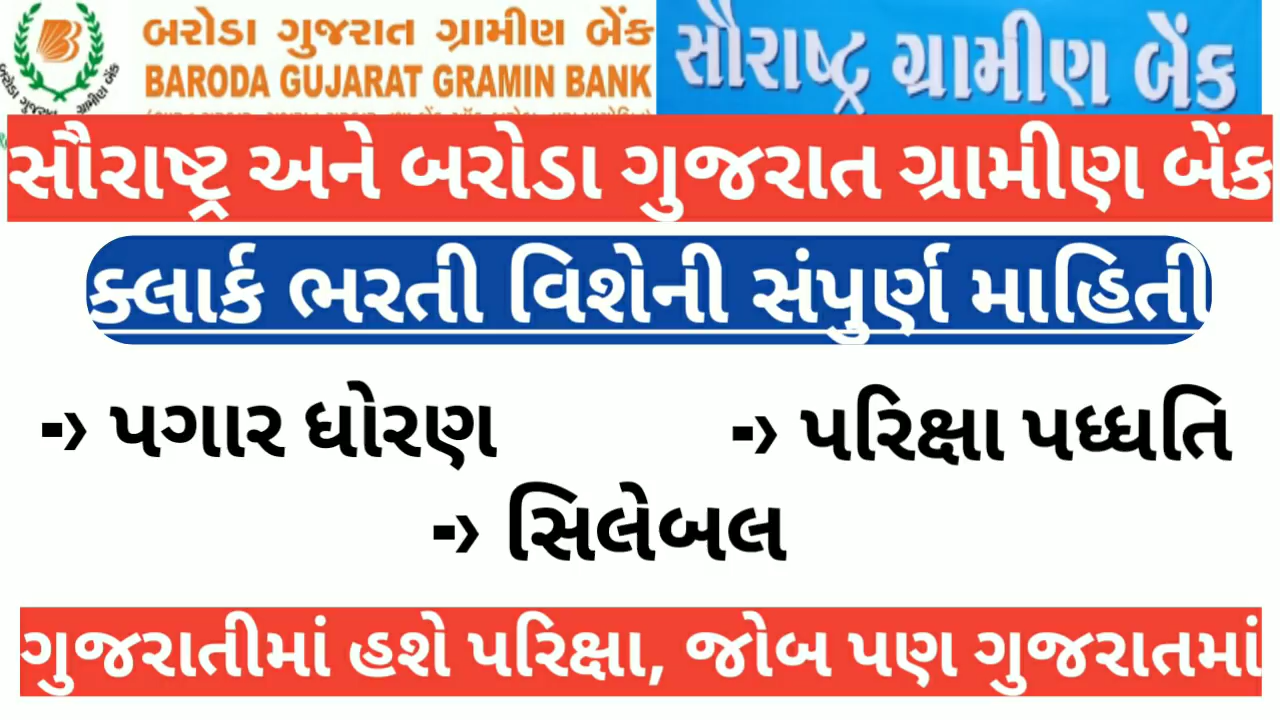 બરોડા ગુજરાત ગ્રામીણ બેંક
BARODA GUJARAT GRAMIN BANK
સૌરાષ્ટ્ર ગ્રામીણ બેંક
સૌરાષ્ટ્ર અને બરોડા ગુજરાત ગ્રામીણ બેંક
ક્લાર્ક ભરતી વિશેની સંપુર્ણ માહિતી
-› પગાર ધોરણ
-› પરિક્ષા પધ્ધતિ
-› સિલેબલ
ગુજરાતીમાં હશે પરિક્ષા, જોબ પણ ગુજરાતમાં